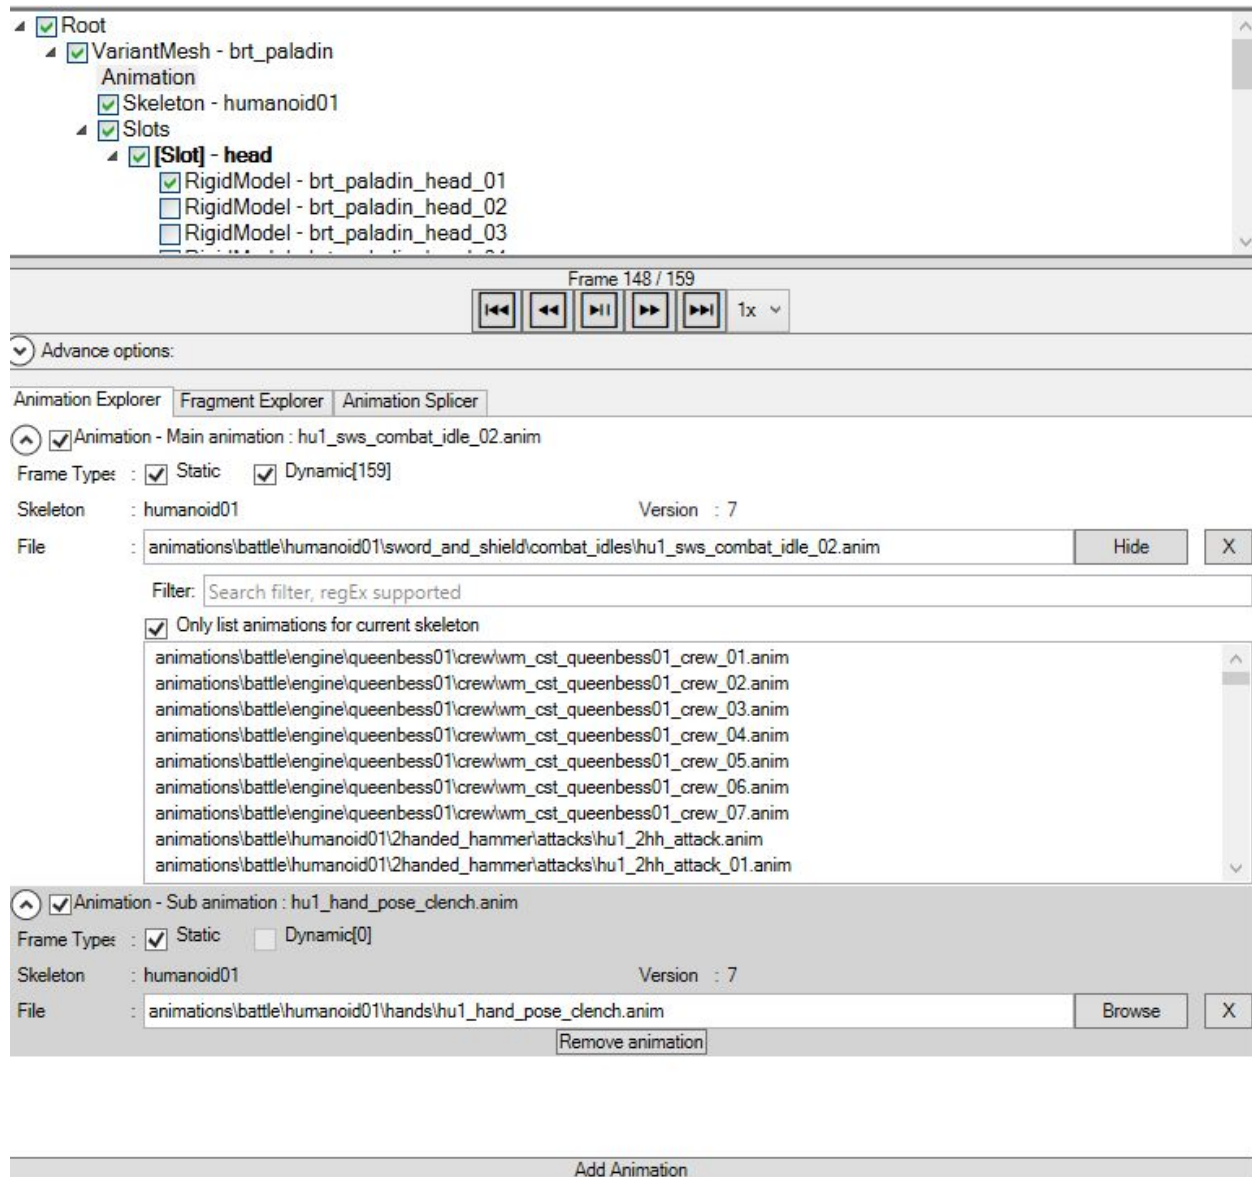 Root
VariantMesh - brt_paladin
Animation
Skeleton - humanoid01
Slots
[Slot] - head
RigidModel - brt_paladin_head_01
RigidModel - brt_paladin_head_02
RigidModel - brt_paladin_head_03
Frame 148 / 159
1x
Advance options:
Animation Explorer Fragment Explorer Animation Splicer
Animation - Main animation : hu1_sws_combat_idle_02.anim
Frame Types : Static Dynamic[159]
Skeleton : humanoid01 Version : 7
File : animations\battle\humanoid01\sword_and_shield\combat_idles\hu1_sws_combat_idle_02.anim Hide X
Filter: Search filter, regEx supported
Only list animations for current skeleton
animations\battle\engine\queenbess01\crew\wm_cst_queenbess01_crew_01.anim
animations\battle\engine\queenbess01\crew\wm_cst_queenbess01_crew_02.anim
animations\battle\engine\queenbess01\crew\wm_cst_queenbess01_crew_03.anim
animations\battle\engine\queenbess01\crew\wm_cst_queenbess01_crew_04.anim
animations\battle\engine\queenbess01\crew\wm_cst_queenbess01_crew_05.anim
animations\battle\engine\queenbess01\crew\wm_cst_queenbess01_crew_06.anim
animations\battle\engine\queenbess01\crew\wm_cst_queenbess01_crew_07.anim
animations\battle\humanoid01\2handed_hammer\attacks\hu1_2hh_attack.anim
animations\battle\humanoid01\2handed_hammer\attacks\hu1_2hh_attack_01.anim
Animation - Sub animation : hu1_hand_pose_clench.anim
Frame Types : Static Dynamic[0]
Skeleton : humanoid01 Version : 7
File : animations\battle\humanoid01\hands\hu1_hand_pose_clench.anim Browse X
Remove animation
Add Animation